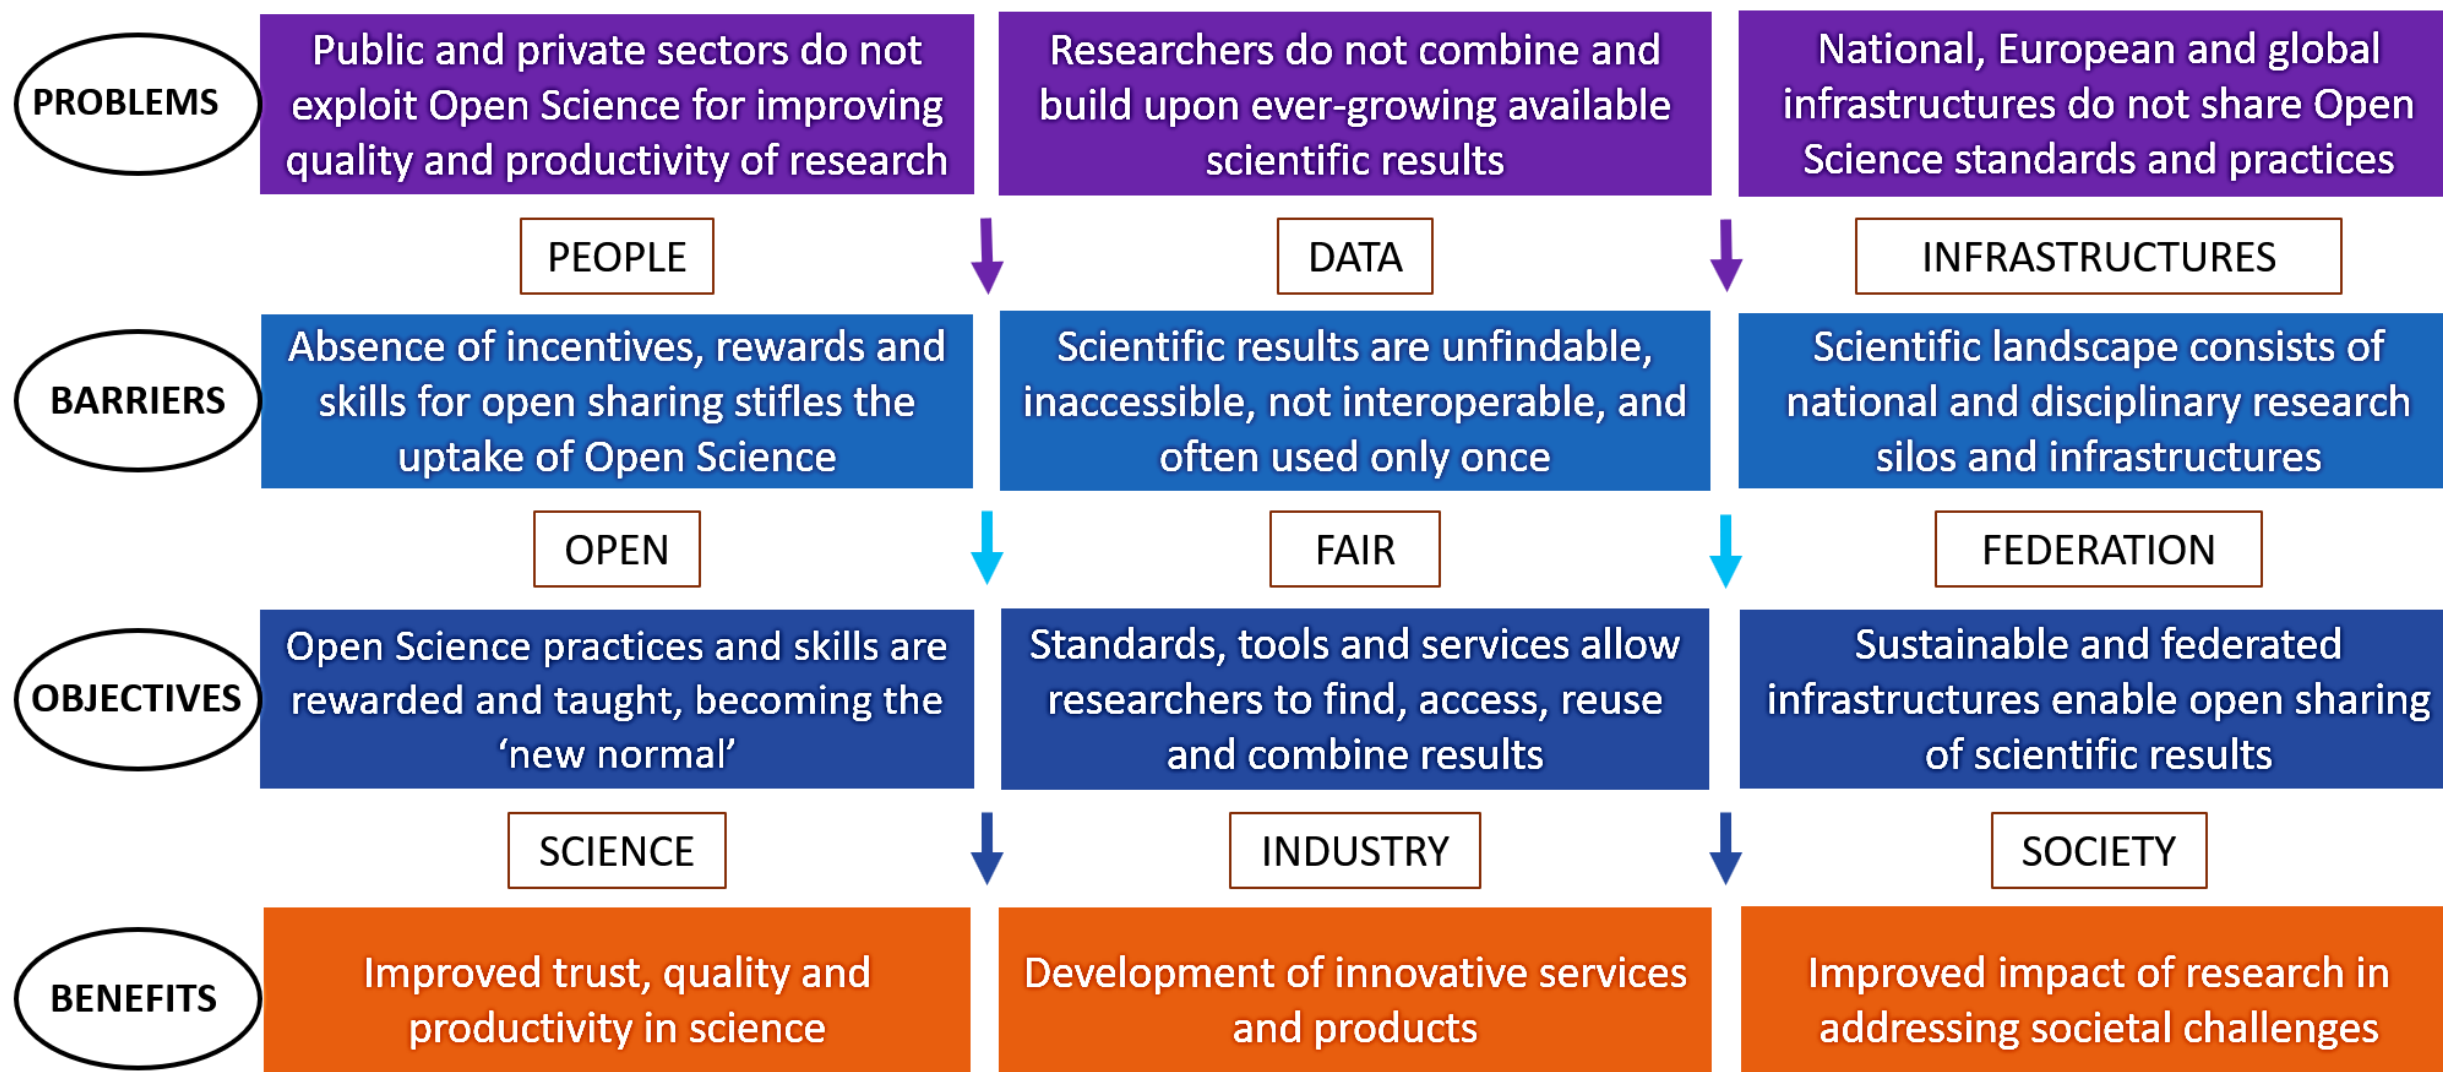 PROBLEMS
Public and private sectors do not
exploit Open Science for improving
quality and productivity of research
Researchers do not combine and
build upon ever-growing available
scientific results
National, European and global
infrastructures do not share Open
Science standards and practices
PEOPLE
DATA
INFRASTRUCTURES
BARRIERS
Absence of incentives, rewards and
skills for open sharing stifles the
uptake of Open Science
Scientific results are unfindable,
inaccessible, not interoperable, and
often used only once
Scientific landscape consists of
national and disciplinary research
silos and infrastructures
OPEN
FAIR
FEDERATION
OBJECTIVES
Open Science practices and skills are
rewarded and taught, becoming the
‘new normal’
Standards, tools and services allow
researchers to find, access, reuse
and combine results
Sustainable and federated
infrastructures enable open sharing
of scientific results
SCIENCE
INDUSTRY
SOCIETY
BENEFITS
Improved trust, quality and
productivity in science
Development of innovative services
and products
Improved impact of research in
addressing societal challenges